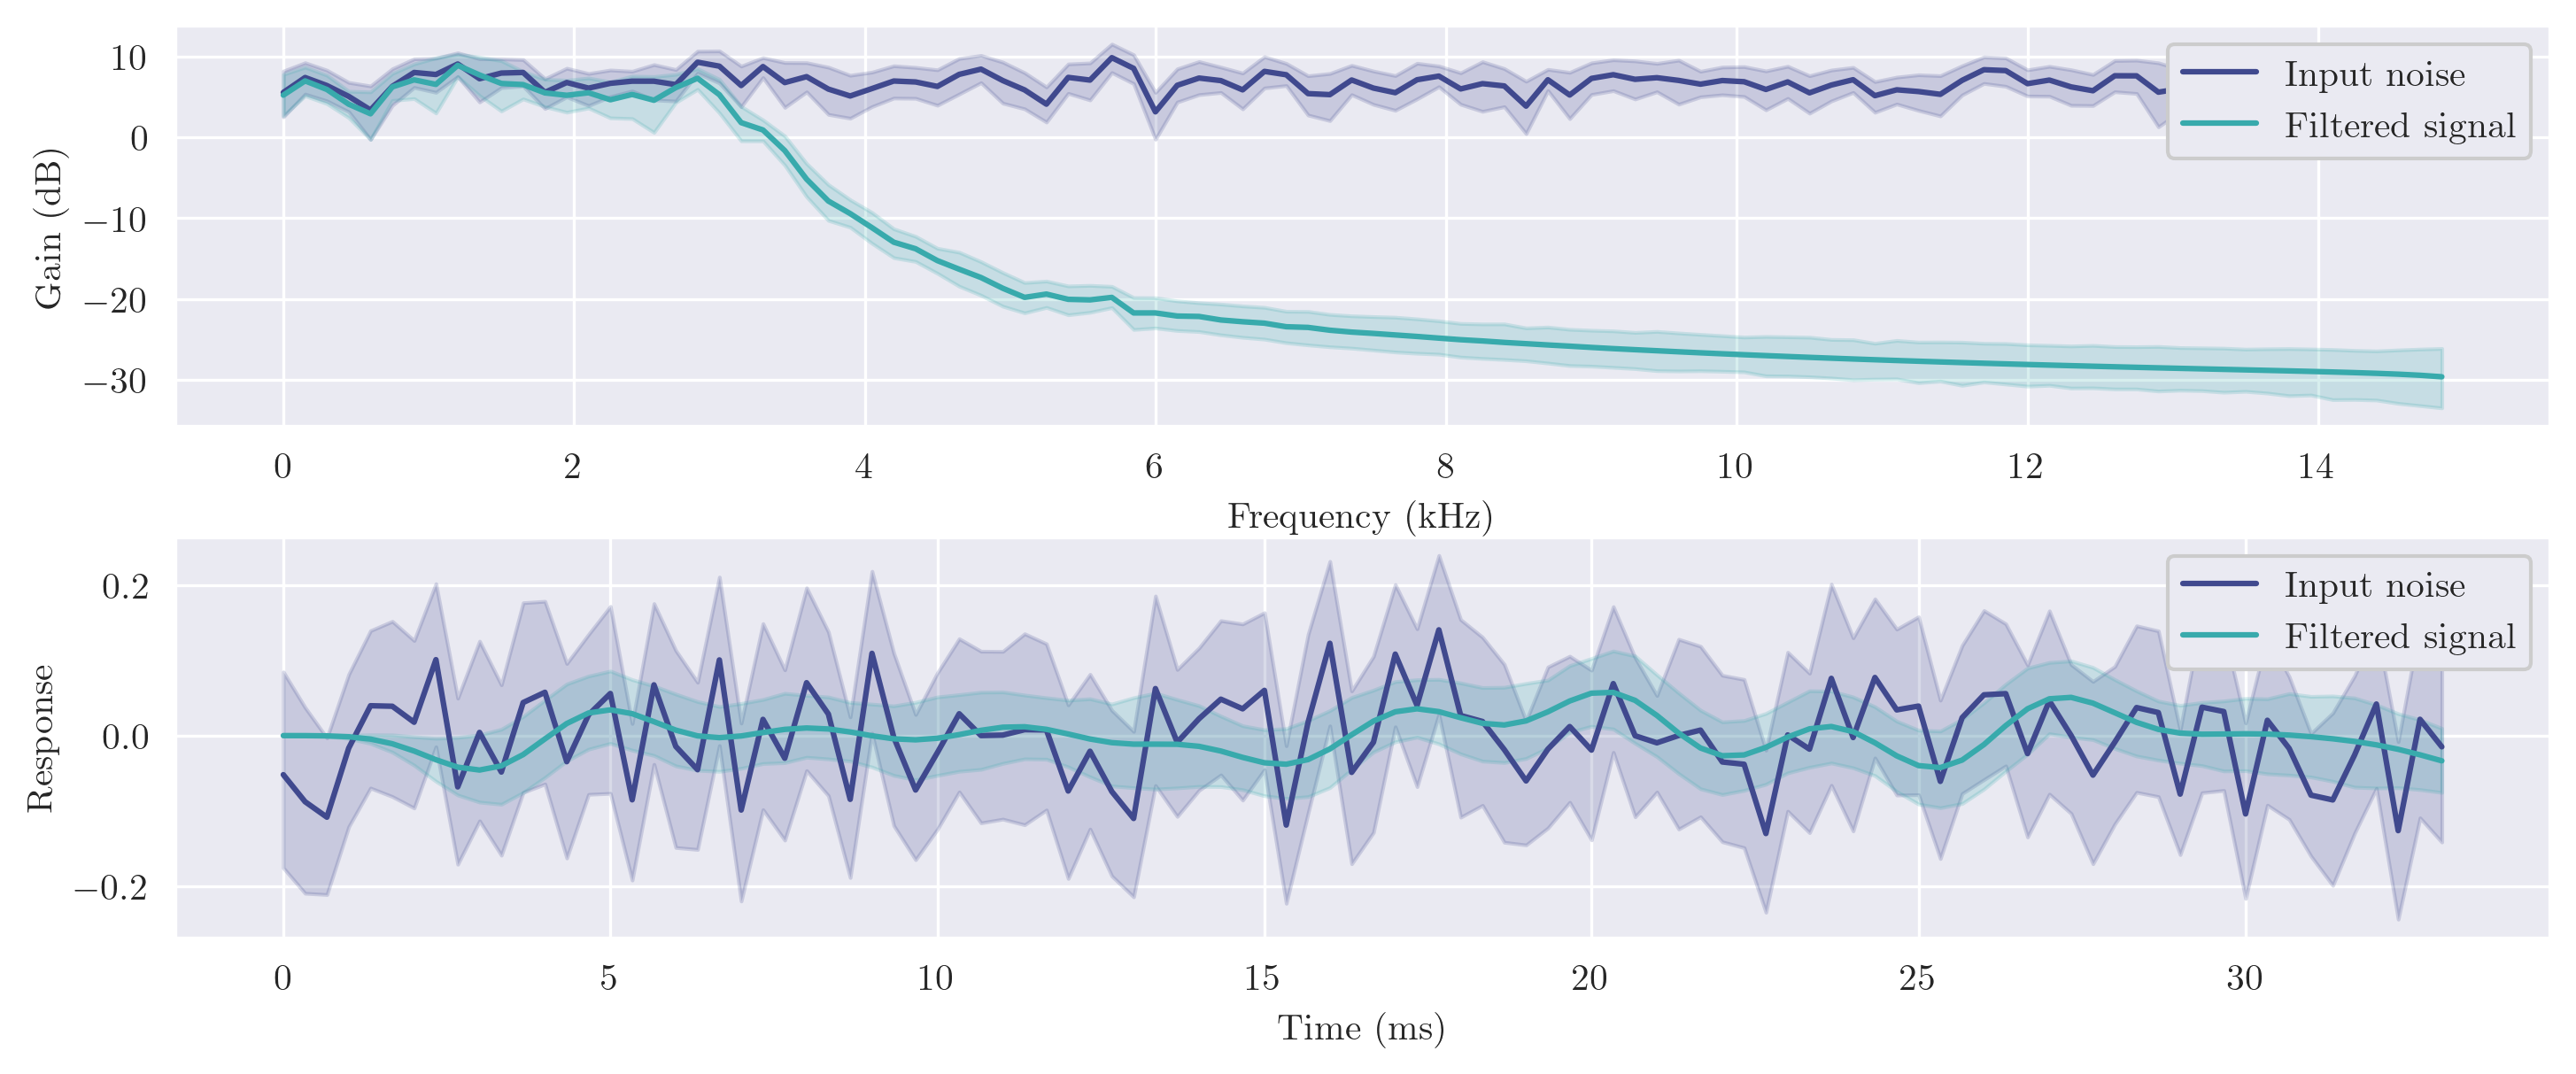 10
0
−10
−20
−30
Gain (dB)
Input noise
Filtered signal
0 2 4 6 8 10 12 14
Frequency (kHz)
0.2
0.0
−0.2
Response
Input noise
Filtered signal
0 5 10 15 20 25 30
Time (ms)